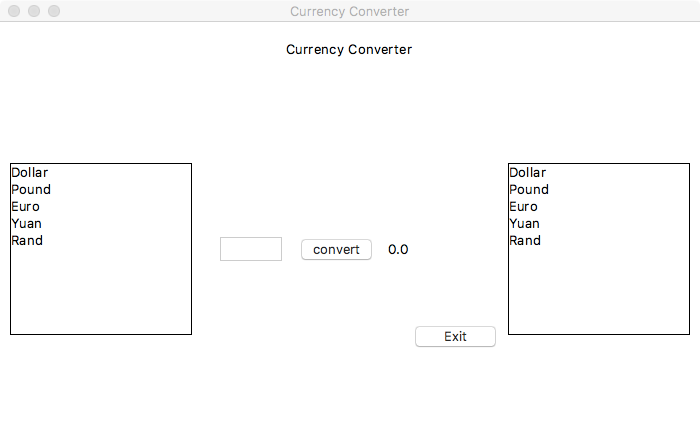 Currency Converter
Currency Converter
Dollar
Pound
Euro
Yuan
Rand
convert
0.0
Exit
Dollar
Pound
Euro
Yuan
Rand